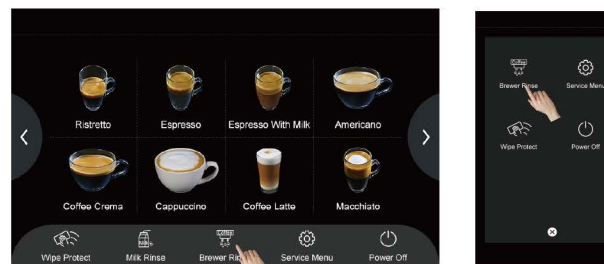 Ristretto
Espresso
Espresso With Milk
Americano
Coffee Crema
Cappuccino
Coffee Latte
Macchiato
Wipe Protect
Milk Rinse
Brewer Rinse
Service Menu
Power Off
Brewer Rinse
Service Menu
Wipe Protect
Power Off